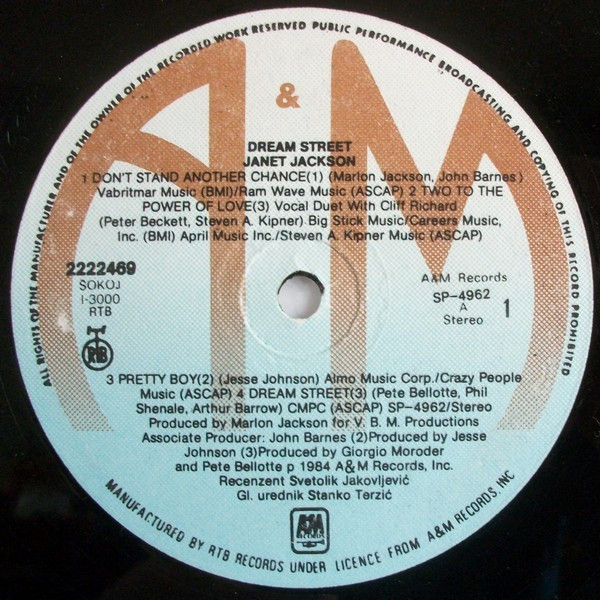 ALL RIGHTS OF THE MANUFACTURER AND OF THE OWNER OF THE RECORDED WORK RESERVED PUBLIC PERFORMANCE BROADCASTING AND COPYING OF THIS RECORD PROHIBITED
A & M
DREAM STREET
JANET JACKSON
1 DON'T STAND ANOTHER CHANCE(1) (Marlon Jackson, John Barnes)
Vabritmar Music (BMI)/Ram Wave Music (ASCAP) 2 TWO TO THE
POWER OF LOVE(3) Vocal Duet With Cliff Richard
(Peter Beckett, Steven A. Kipner) Big Stick Music/Careers Music,
Inc. (BMI) April Music Inc./Steven A. Kipner Music (ASCAP)
2222469
SOKOJ
I-3000
RTB
RTB
A&M Records
SP-4962
A
Stereo
1
3 PRETTY BOY(2) (Jesse Johnson) Almo Music Corp./Crazy People
Music (ASCAP) 4 DREAM STREET(3) (Pete Bellotte, Phil
Shenale, Arthur Barrow) CMPC (ASCAP) SP-4962/Stereo
Produced by Marlon Jackson for V. B. M. Productions
Associate Producer: John Barnes (2)Produced by Jesse
Johnson (3)Produced by Giorgio Moroder
and Pete Bellotte p 1984 A&M Records, Inc.
Recenzent Svetolik Jakovljević
Gl. urednik Stanko Terzić
A&M
RECORDS
MANUFACTURED BY RTB RECORDS UNDER LICENCE FROM A&M RECORDS, INC